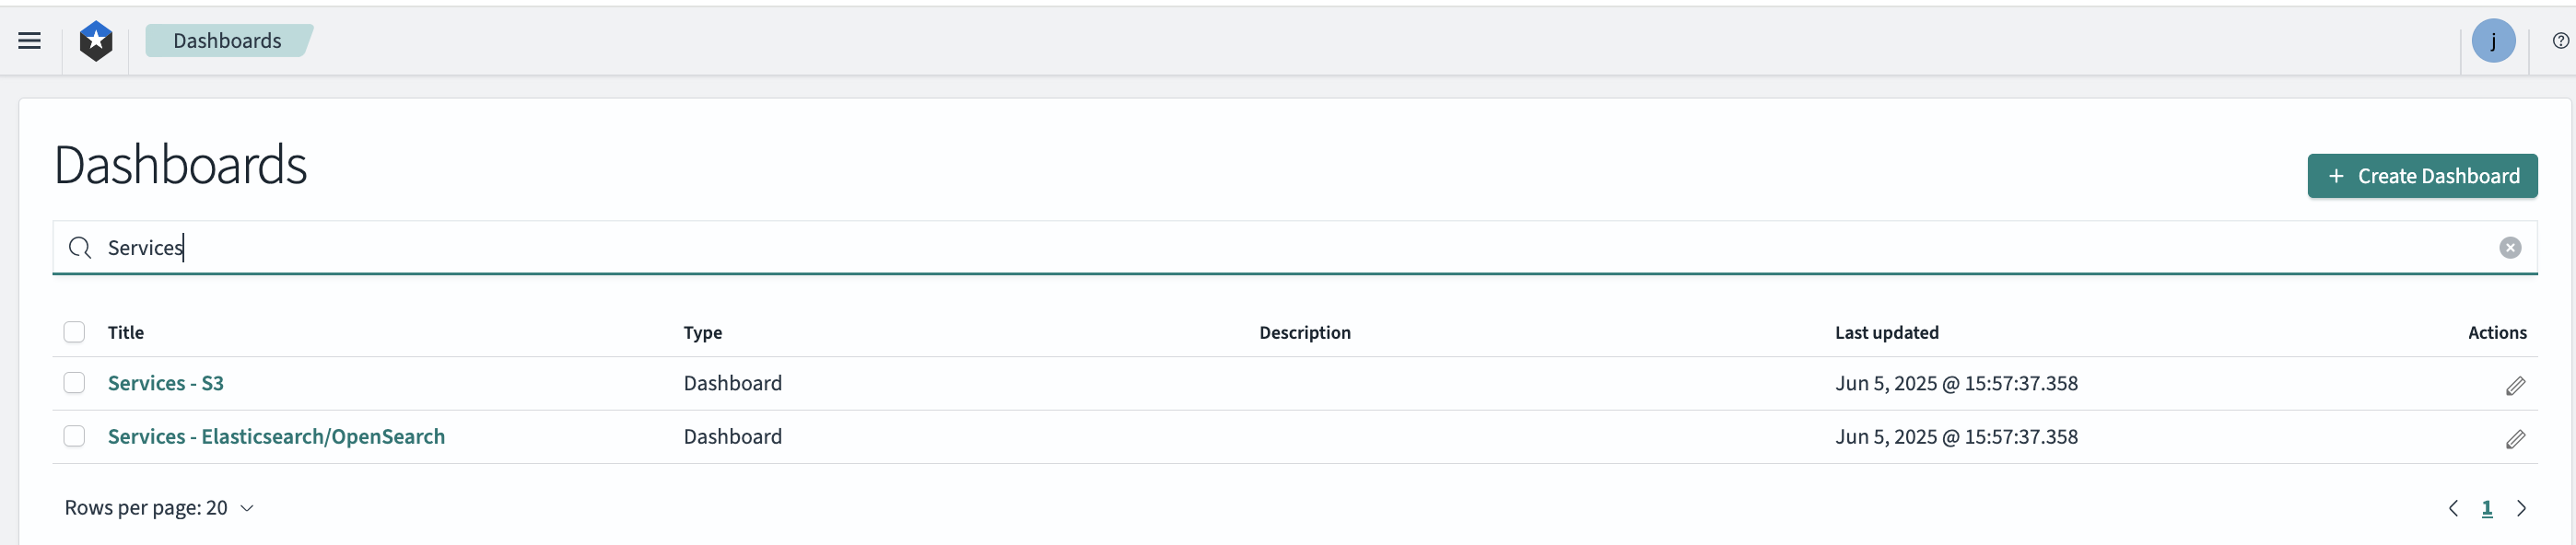 Dashboards
j
Dashboards
+ Create Dashboard
Services
Title Type Description Last updated Actions
Services - S3 Dashboard Jun 5, 2025 @ 15:57:37.358
Services - Elasticsearch/OpenSearch Dashboard Jun 5, 2025 @ 15:57:37.358
Rows per page: 20
1